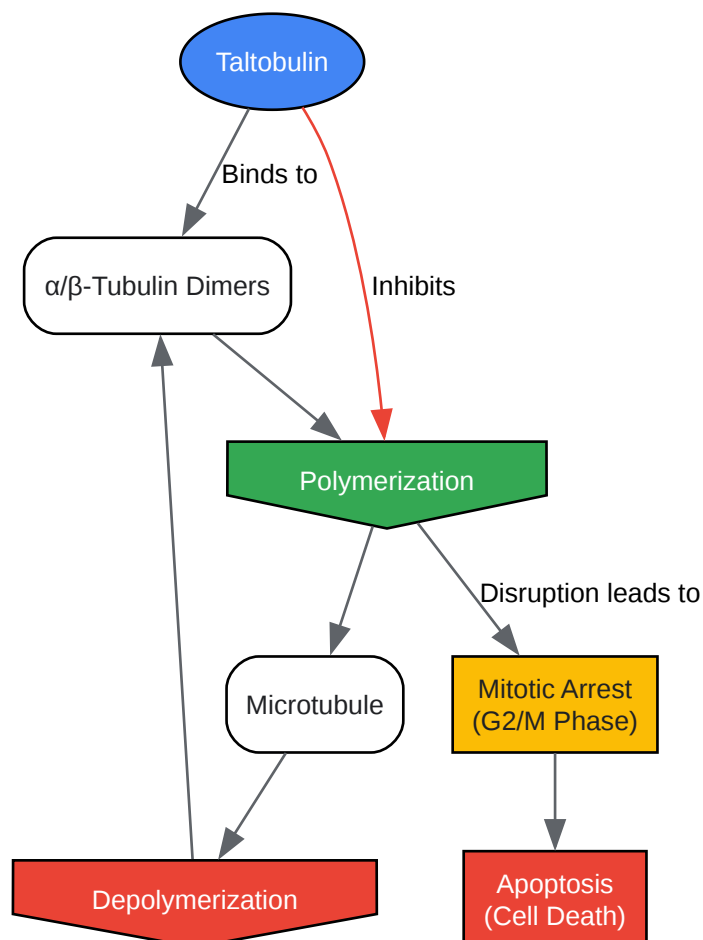 Taltobulin
Binds to
α/β-Tubulin Dimers
Inhibits
Polymerization
Disruption leads to
Microtubule
Mitotic Arrest
(G2/M Phase)
Depolymerization
Apoptosis
(Cell Death)